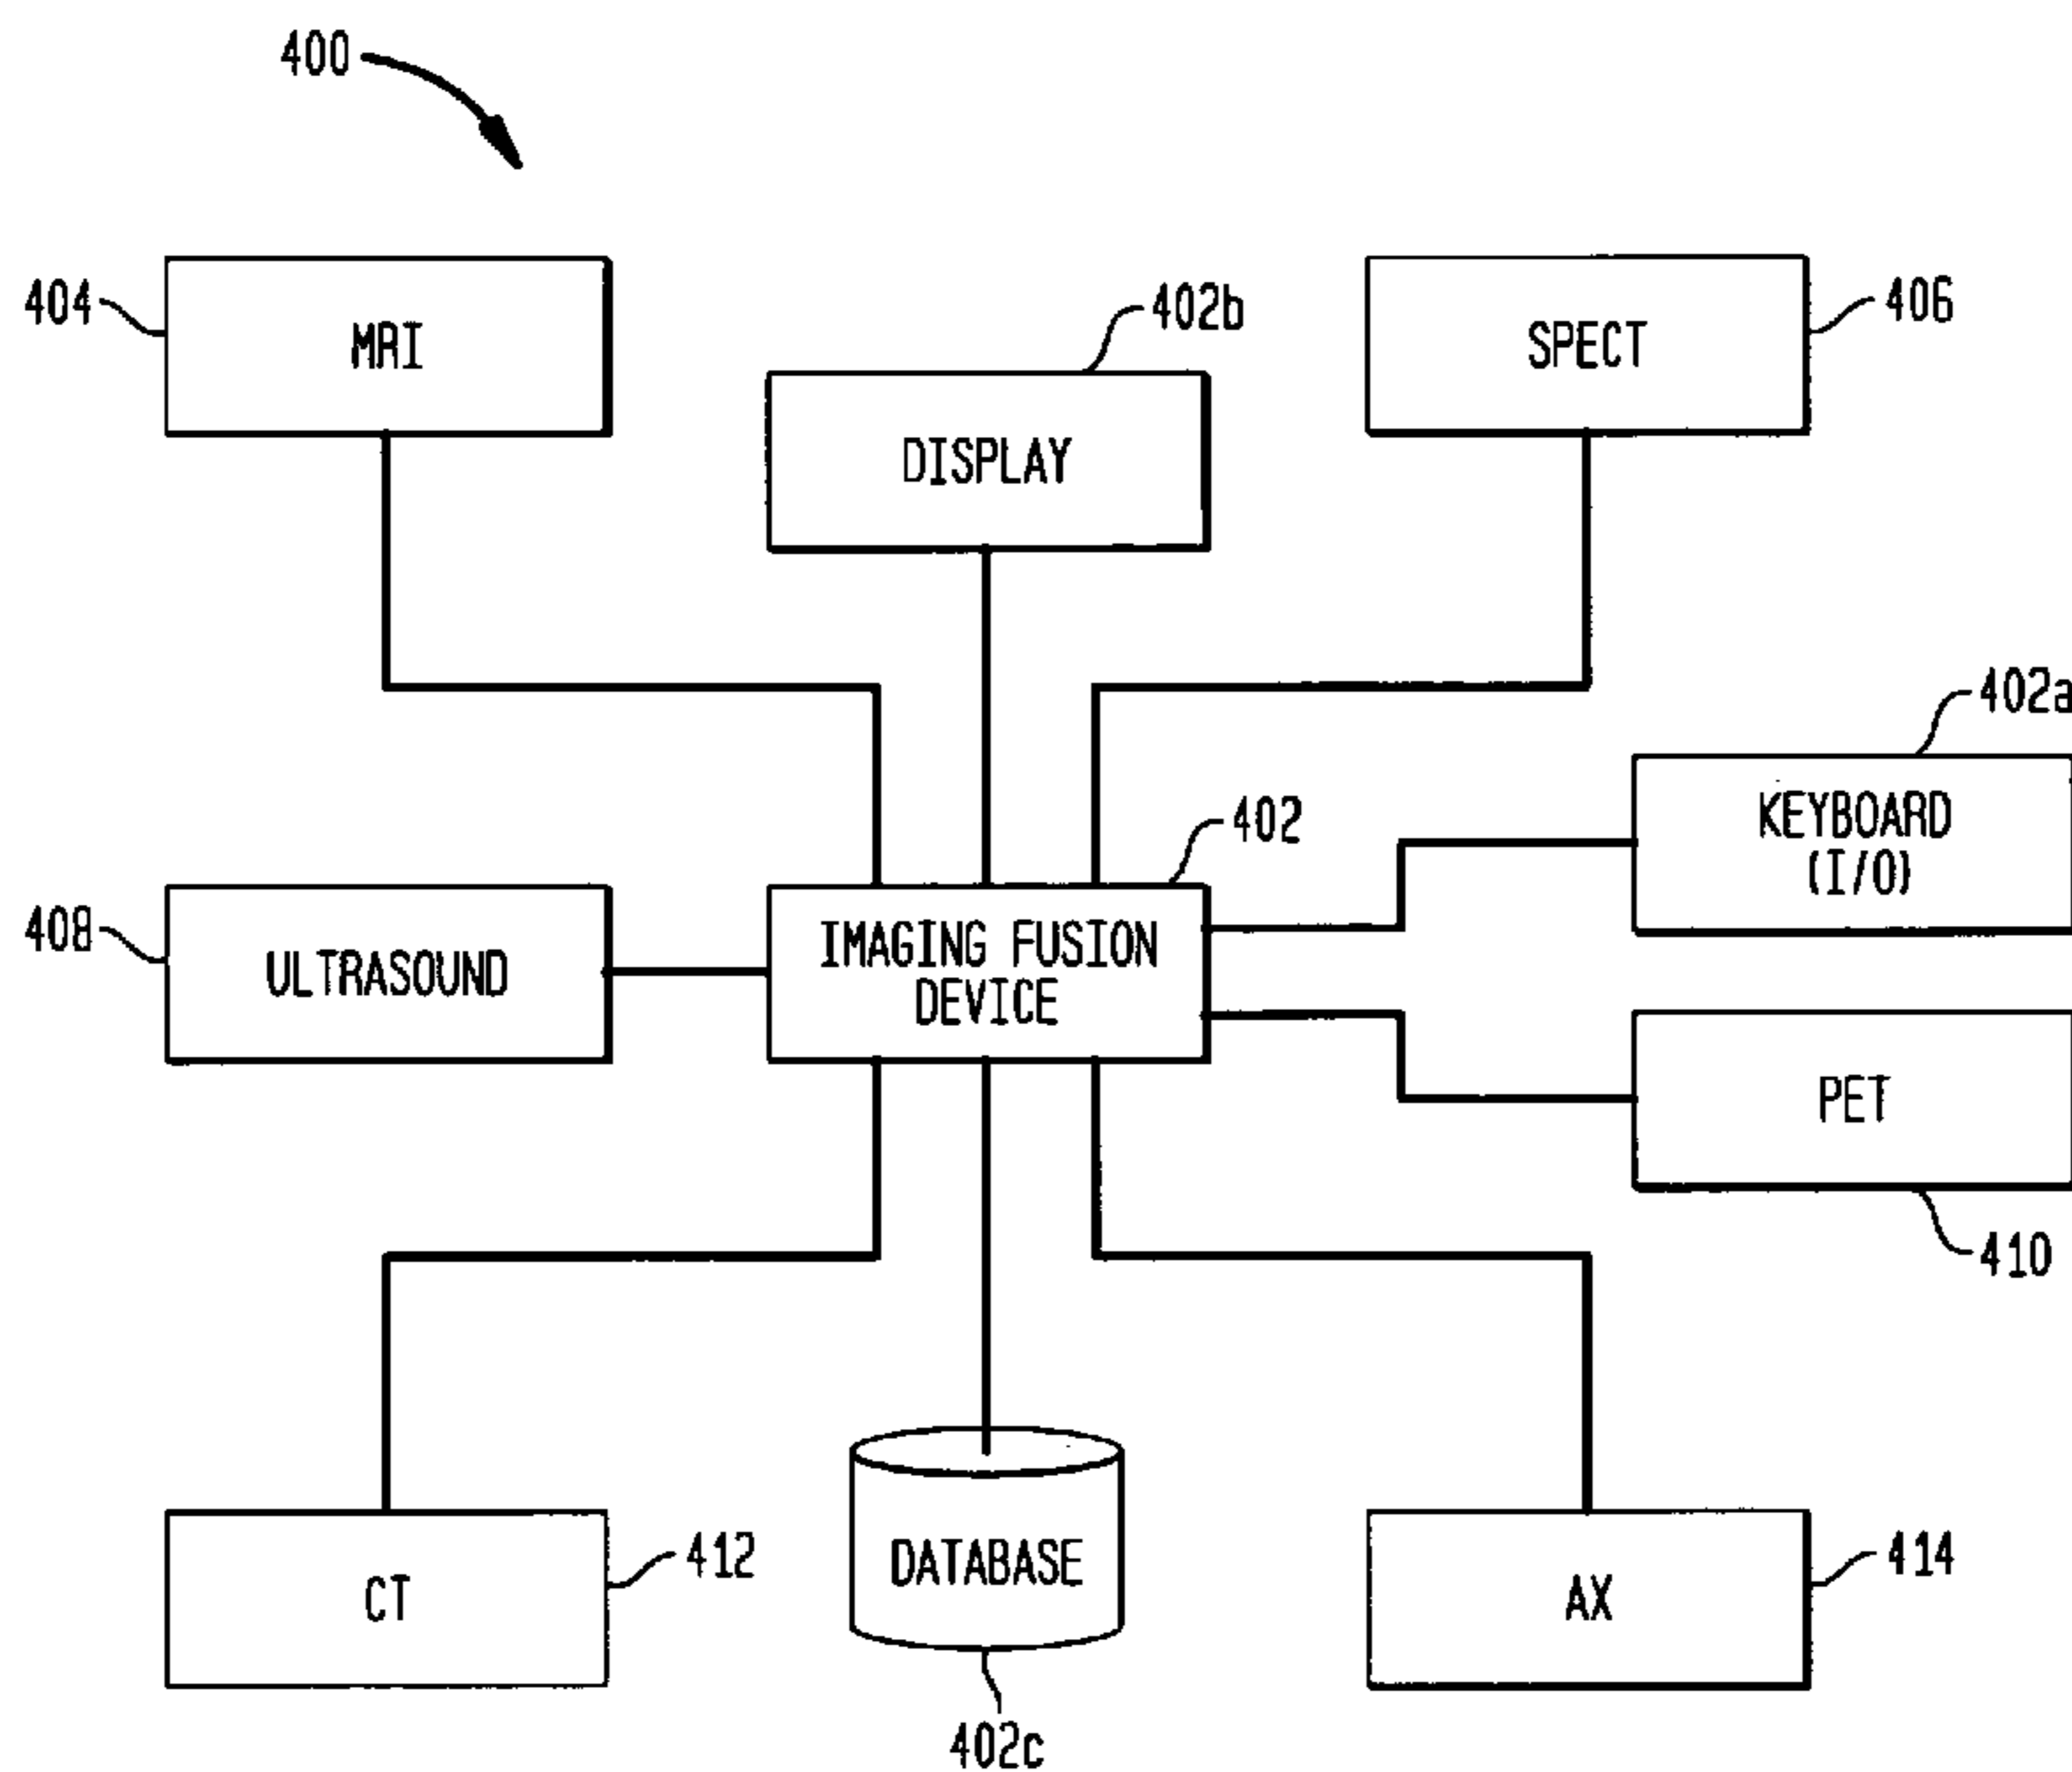 400
404
MRI
402b
DISPLAY
406
SPECT
402a
KEYBOARD
(I/O)
402
IMAGING FUSION
DEVICE
408
ULTRASOUND
PET
410
412
CT
DATABASE
402c
414
AX